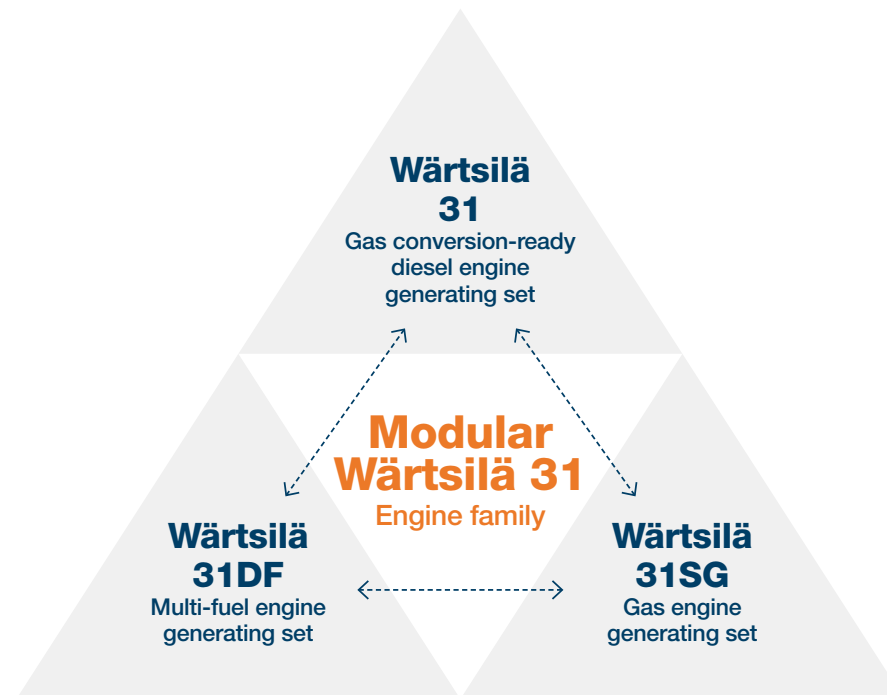 Wärtsilä
31
Gas conversion-ready
diesel engine
generating set
Modular
Wärtsilä 31
Engine family
Wärtsilä
31DF
Multi-fuel engine
generating set
Wärtsilä
31SG
Gas engine
generating set